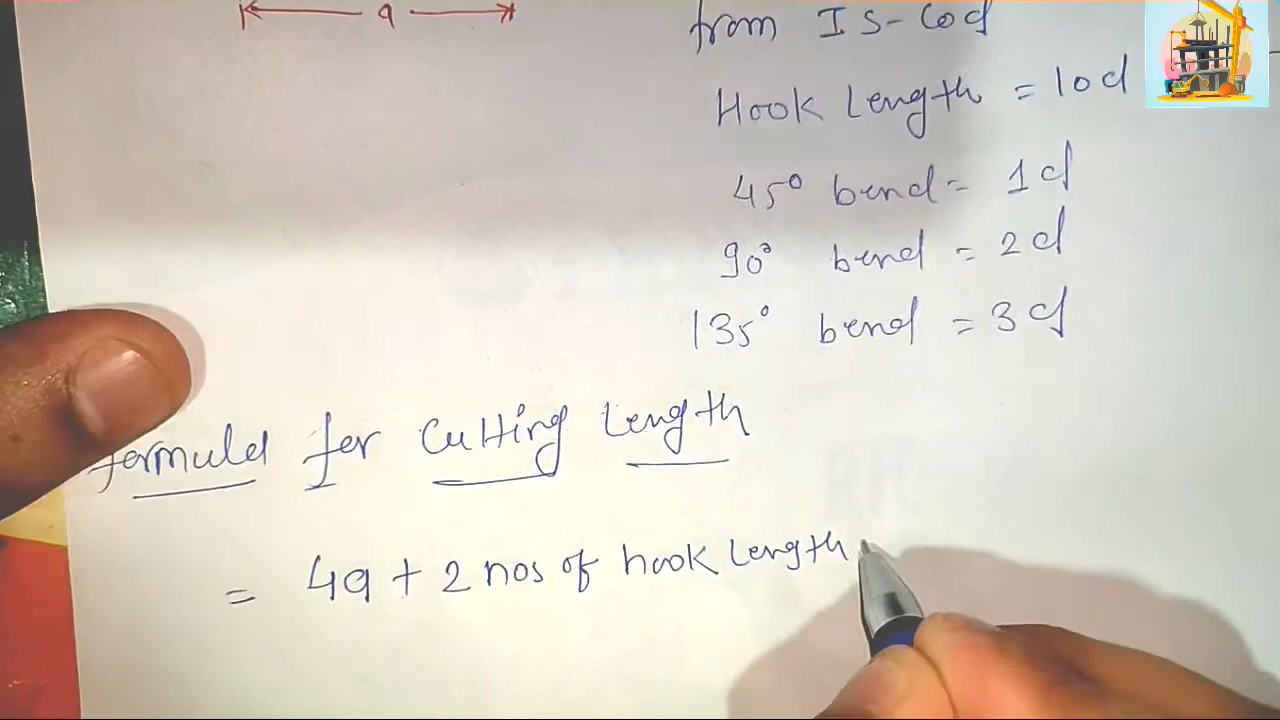 a
from IS-Cod
Hook Length = 10d
45° bend = 1d
90° bend = 2d
135° bend = 3d
formula for Cutting Length
= 4a + 2 nos of hook Length